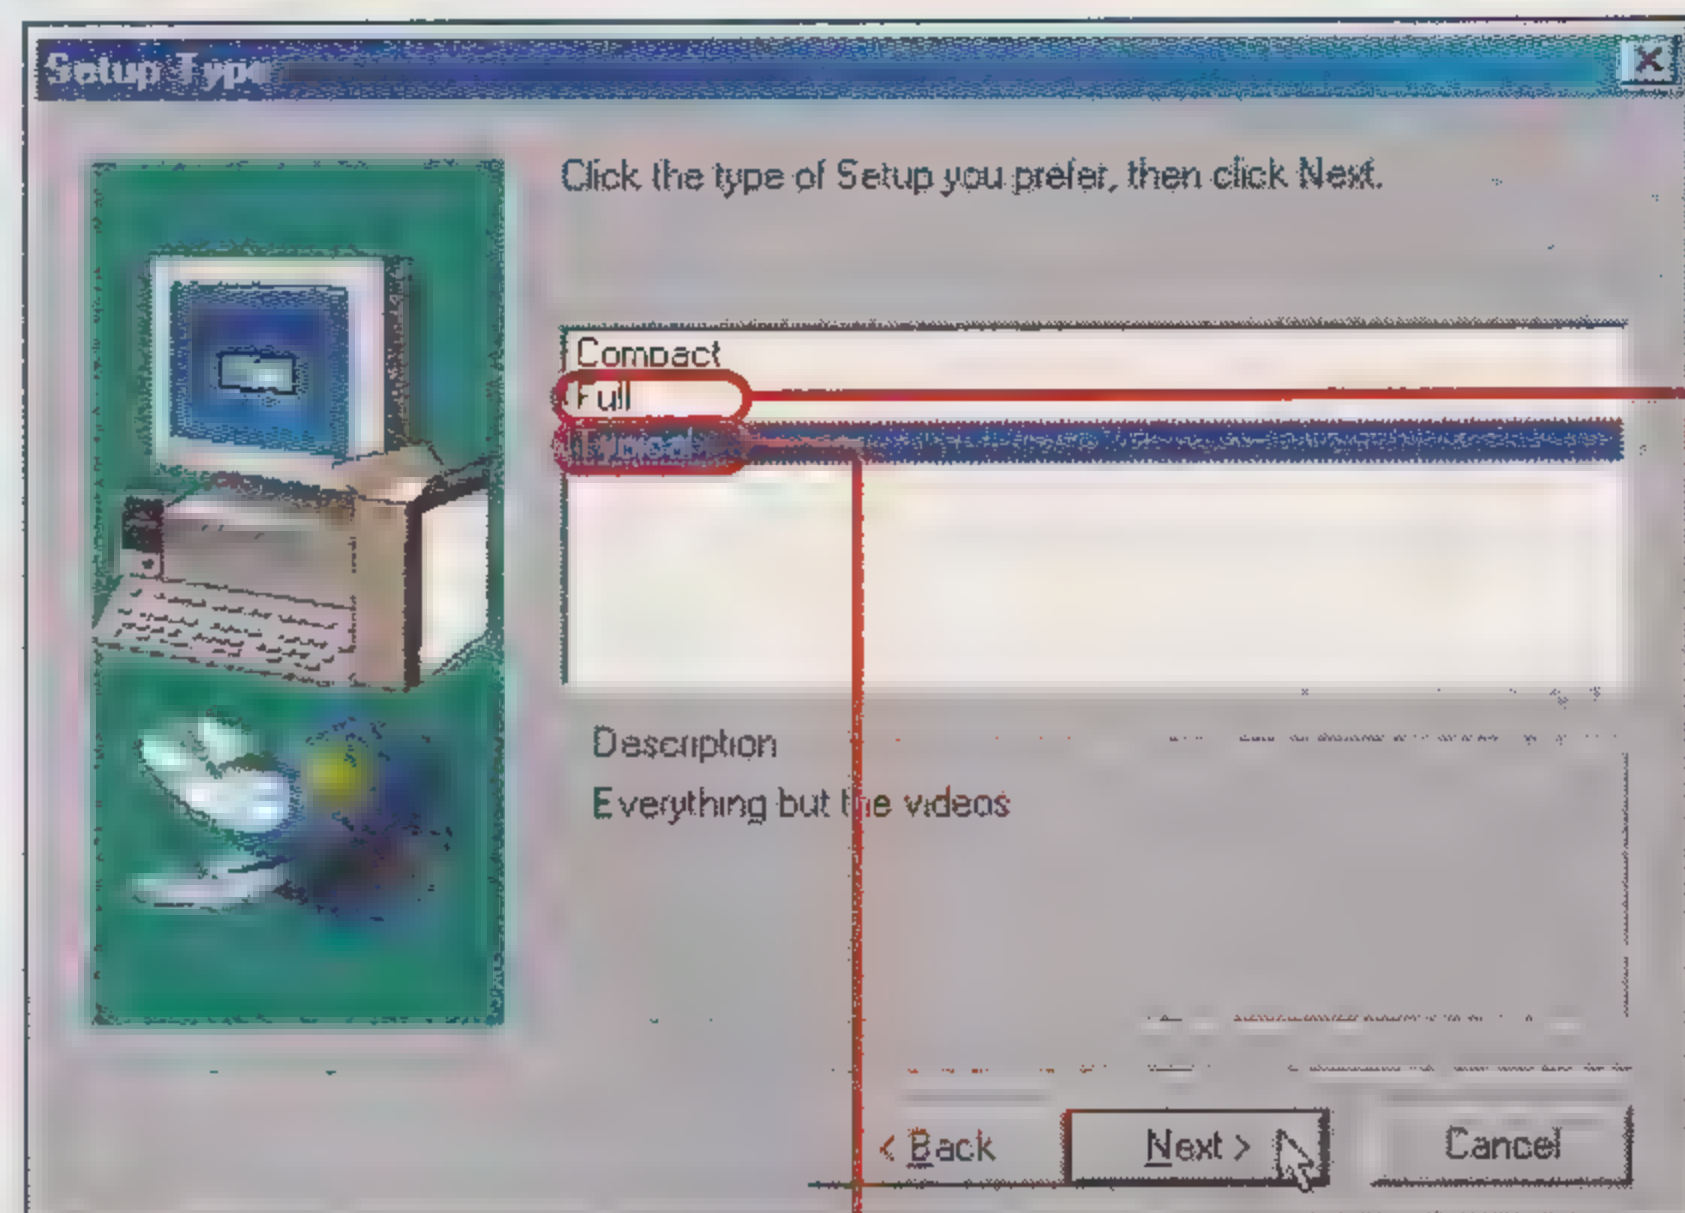 Setup Type
Click the type of Setup you prefer, then click Next.
Compact
Full
Typical
Description
Everything but the videos
< Back
Next >
Cancel